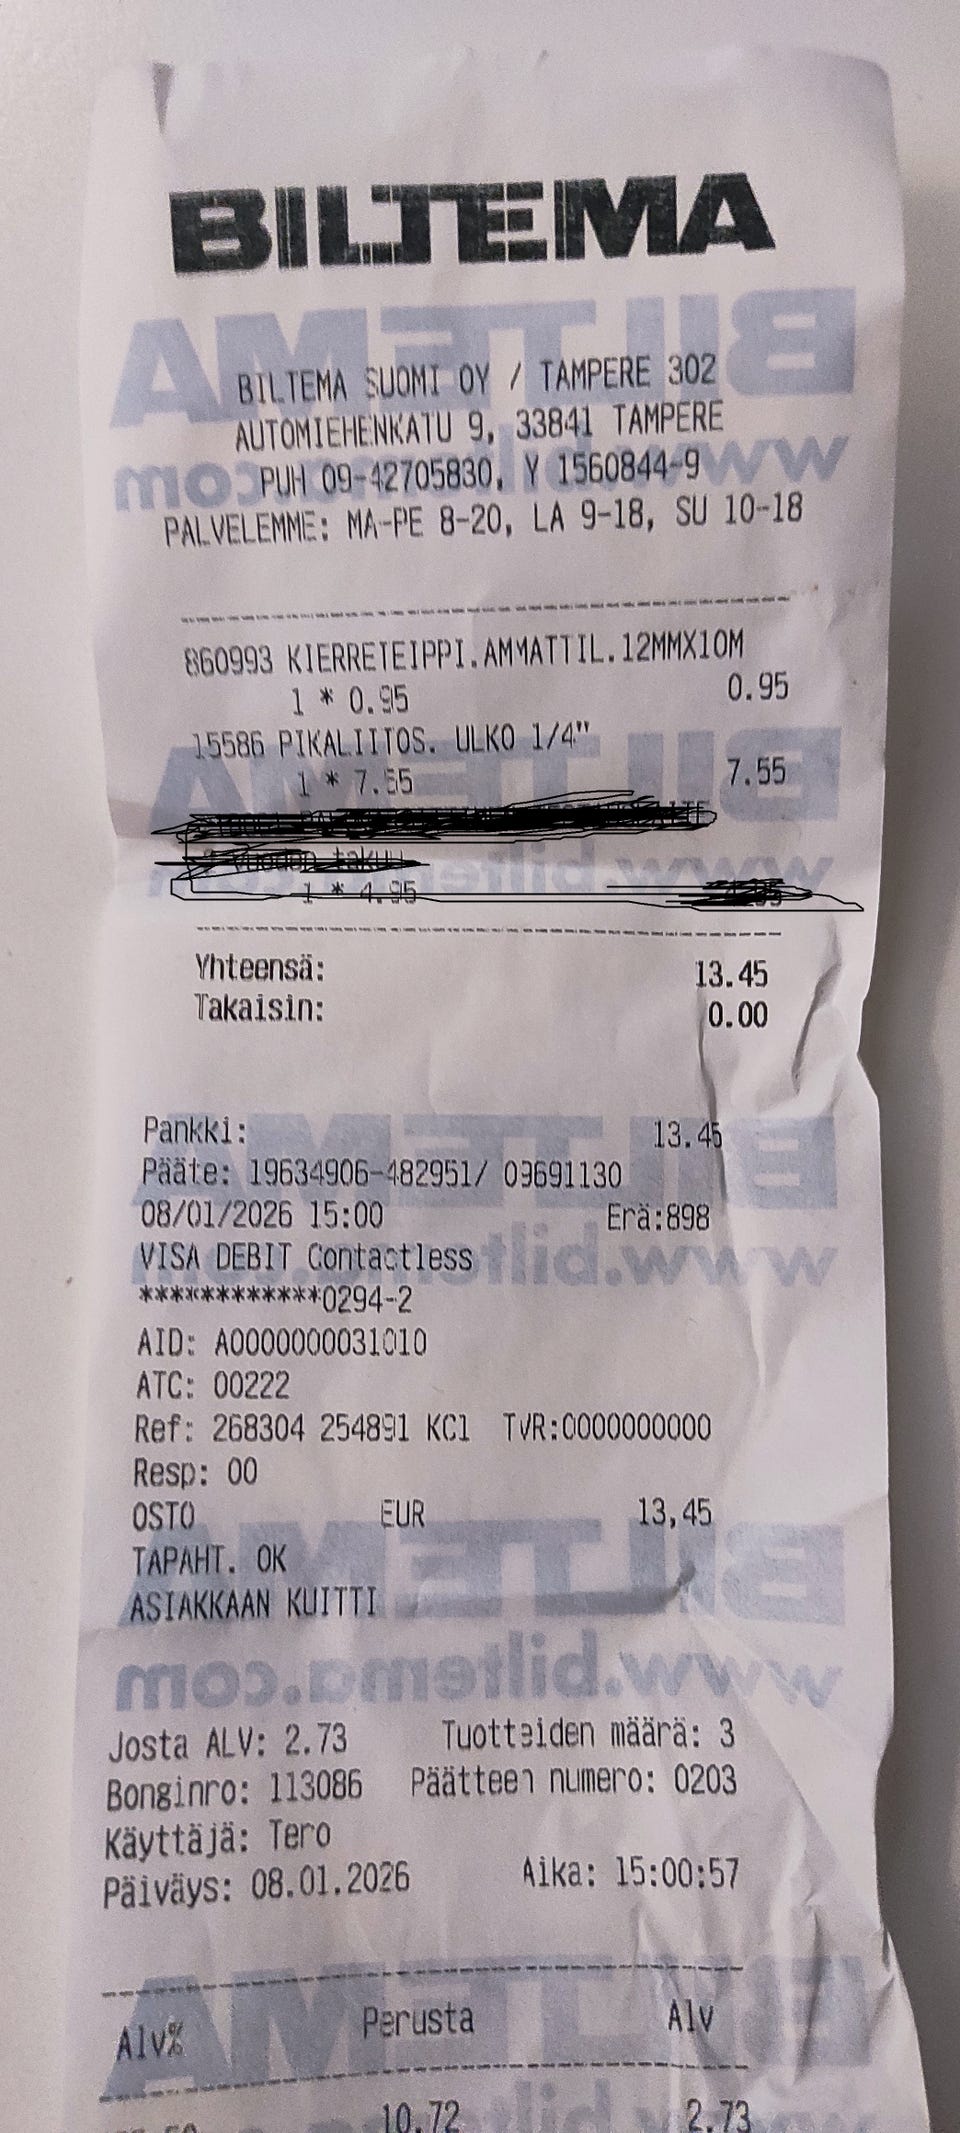 BILTEMA
BILTEMA SUOMI OY / TAMPERE 302
AUTOMIEHENKATU 9, 33841 TAMPERE
PUH 09-42705830, Y 1560844-9
PALVELEMME: MA-PE 8-20, LA 9-18, SU 10-18
860993 KIERRETEIPPI.AMMATTIL.12MMX10M
1 * 0.95 0.95
15586 PIKALIITOS. ULKO 1/4"
1 * 7.55 7.55
vuoden takuu
1 * 4.95
Yhteensä: 13.45
Takaisin: 0.00
Pankki: 13.45
Pääte: 19634906-482951/ 09691130
08/01/2026 15:00 Erä:898
VISA DEBIT Contactless
************0294-2
AID: A0000000031010
ATC: 00222
Ref: 268304 254891 KC1 TVR:0000000000
Resp: 00
OSTO EUR 13,45
TAPAHT. OK
ASIAKKAAN KUITTI
www.biltema.com
Josta ALV: 2.73 Tuotteiden määrä: 3
Bonginro: 113086 Päätteen numero: 0203
Käyttäjä: Tero
Päiväys: 08.01.2026 Aika: 15:00:57
Alv% Perusta Alv
10.72 2.73